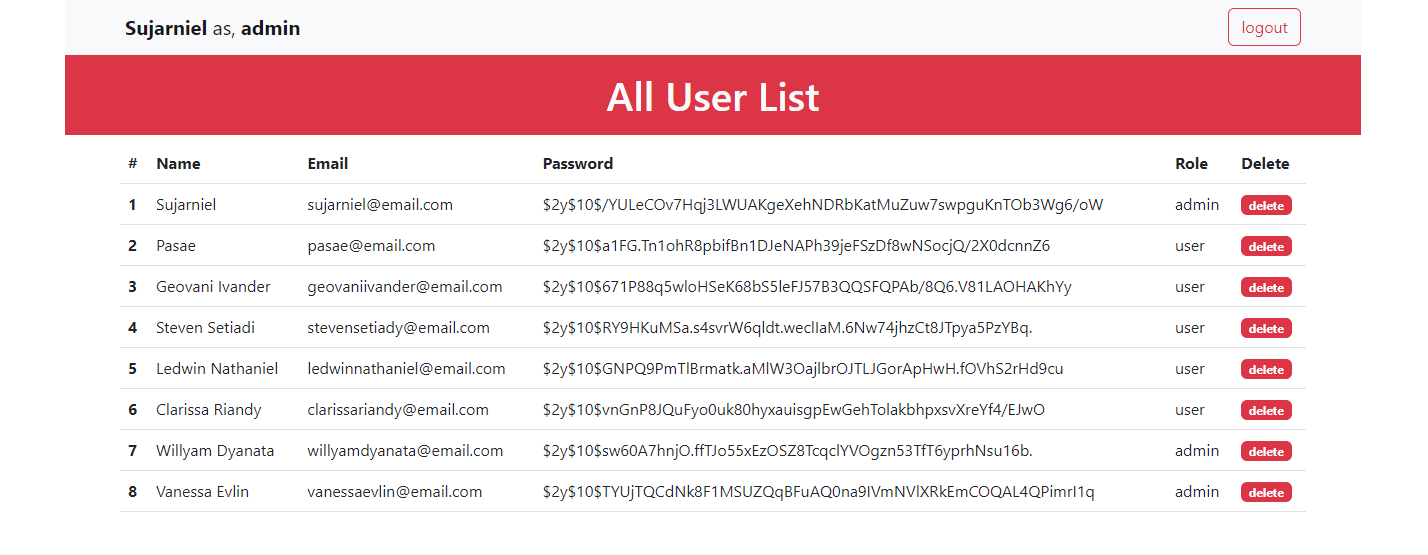 Sujarniel as, admin logout
All User List
# Name Email Password Role Delete
1 Sujarniel sujarniel@email.com $2y$10$/YULeCOv7Hqj3LWUAKgeXehNDRbKatMuZuw7swpguKnTOb3Wg6/oW admin delete
2 Pasae pasae@email.com $2y$10$a1FG.Tn1ohR8pbifBn1DJeNAPh39jeFSzDf8wNSocjQ/2X0dcnnZ6 user delete
3 Geovani Ivander geovaniivander@email.com $2y$10$671P88q5wloHSeK68bS5leFJ57B3QQSFQPAb/8Q6.V81LAOHAKhYy user delete
4 Steven Setiadi stevensetiady@email.com $2y$10$RY9HKuMSa.s4svrW6qldt.weclIaM.6Nw74jhzCt8JTpya5PzYBq. user delete
5 Ledwin Nathaniel ledwinnathaniel@email.com $2y$10$GNPQ9PmTlBrmatk.aMlW3OajlbrOJTLJGorApHwH.fOVhS2rHd9cu user delete
6 Clarissa Riandy clarissariandy@email.com $2y$10$vnGnP8JQuFyo0uk80hyxauisgpEwGehTolakbhpxsvXreYf4/EJwO user delete
7 Willyam Dyanata willyamdyanata@email.com $2y$10$sw60A7hnjO.ffTJo55xEzOSZ8TcqclYVOgzn53TfT6yprhNsu16b. admin delete
8 Vanessa Evlin vanessaevlin@email.com $2y$10$TYUjTQCdNk8F1MSUZQqBFuAQ0na9IVmNVlXRkEmCOQAL4QPimrI1q admin delete